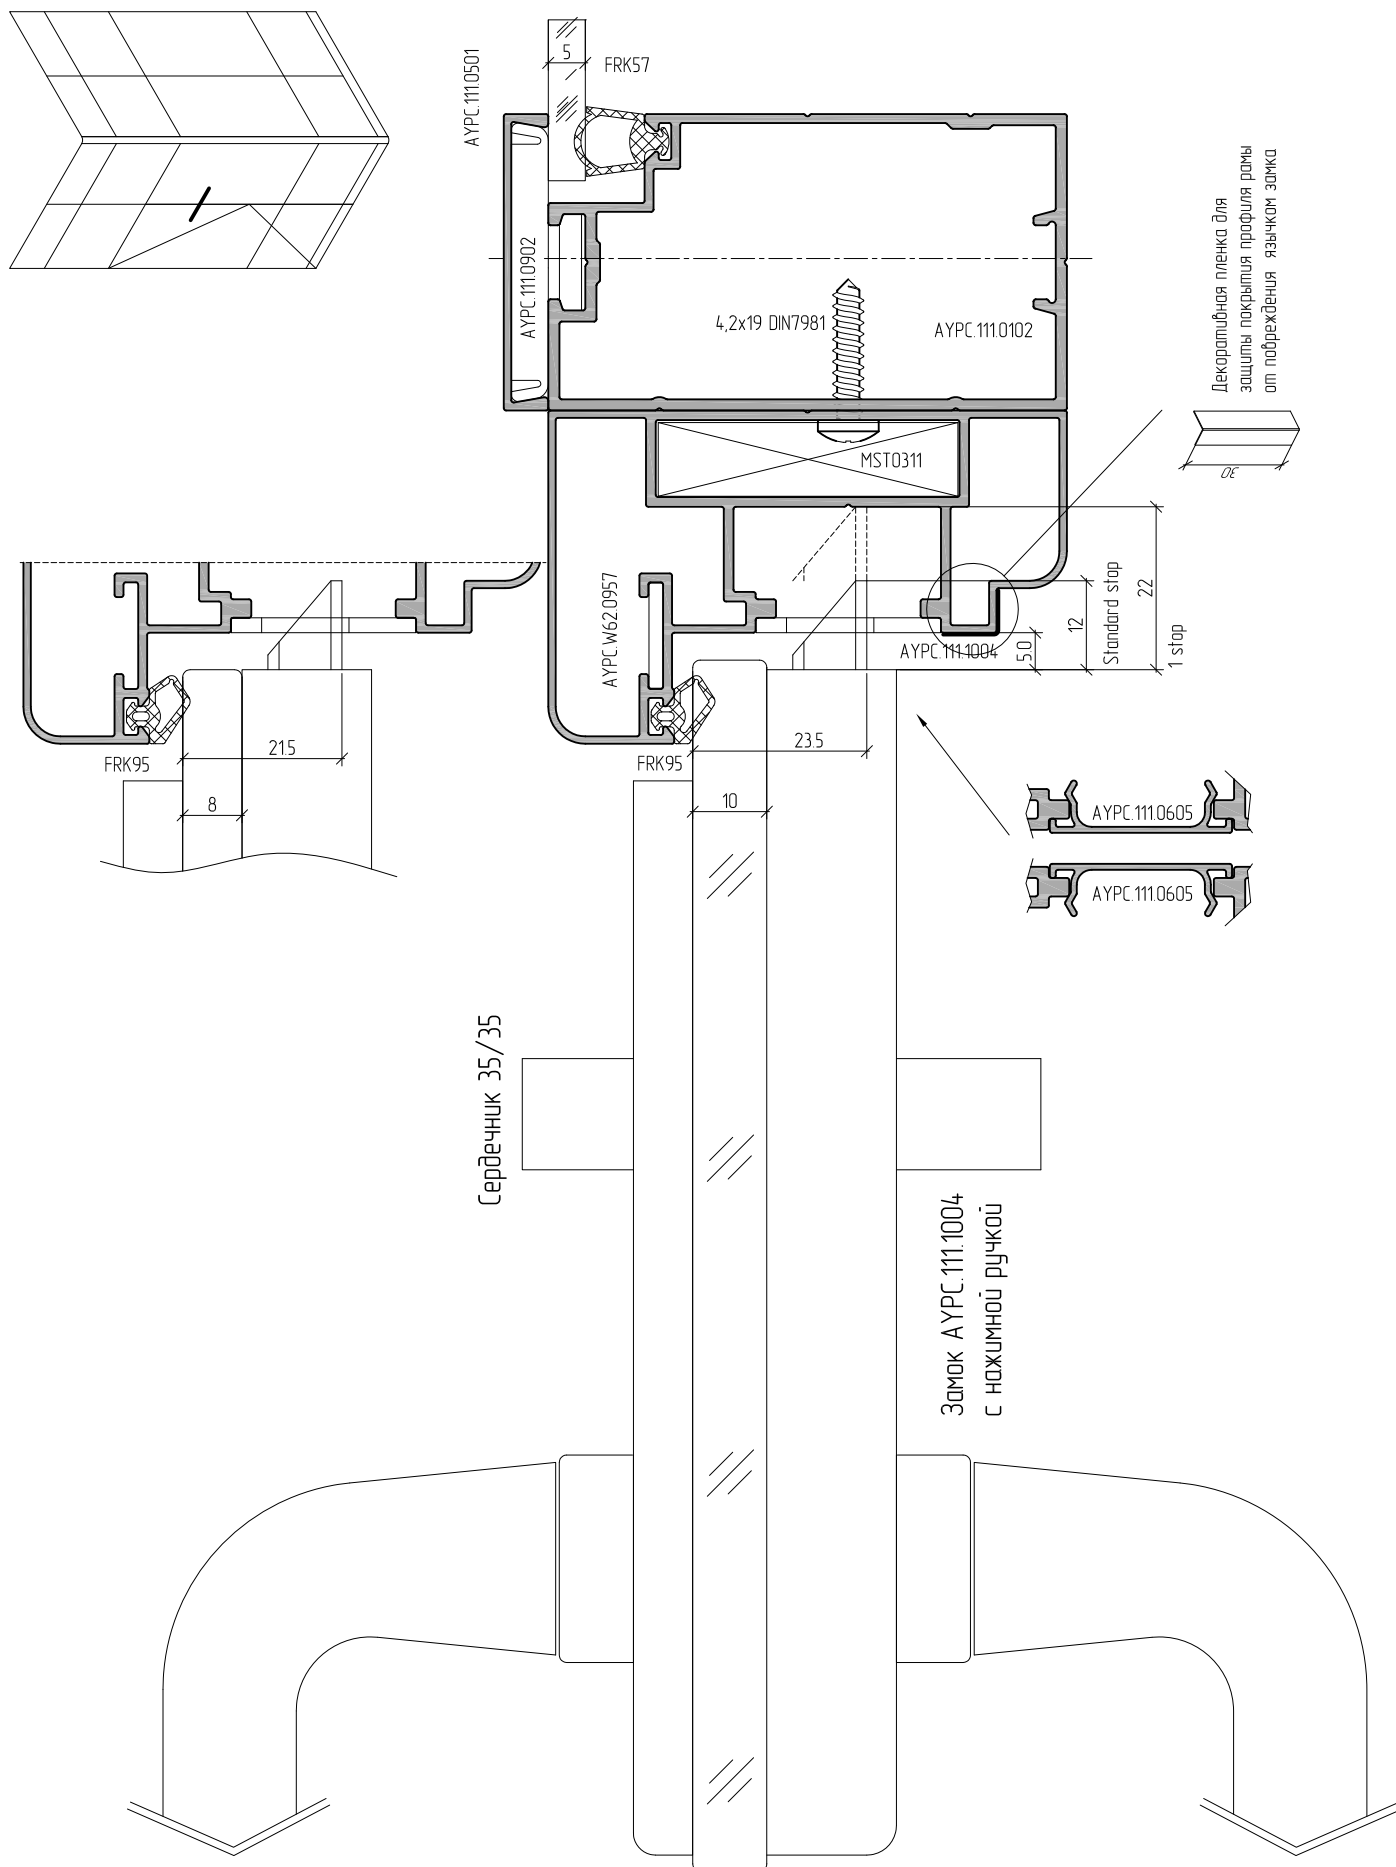 AYPC.111.0501
5
FRK57
AYPC.111.0902
4,2x19 DIN7981
AYPC.111.0102
Декоративная пленка для
защиты покрытия профиля рамы
от повреждения язычком замка
30
MST0311
AYPC.W62.0957
AYPC.111.1004
5.0
12
Standard stop
22
1 stop
FRK95
21.5
8
FRK95
23.5
10
AYPC.111.0605
AYPC.111.0605
Сердечник 35/35
Замок AYPC.111.1004
с нажимной ручкой